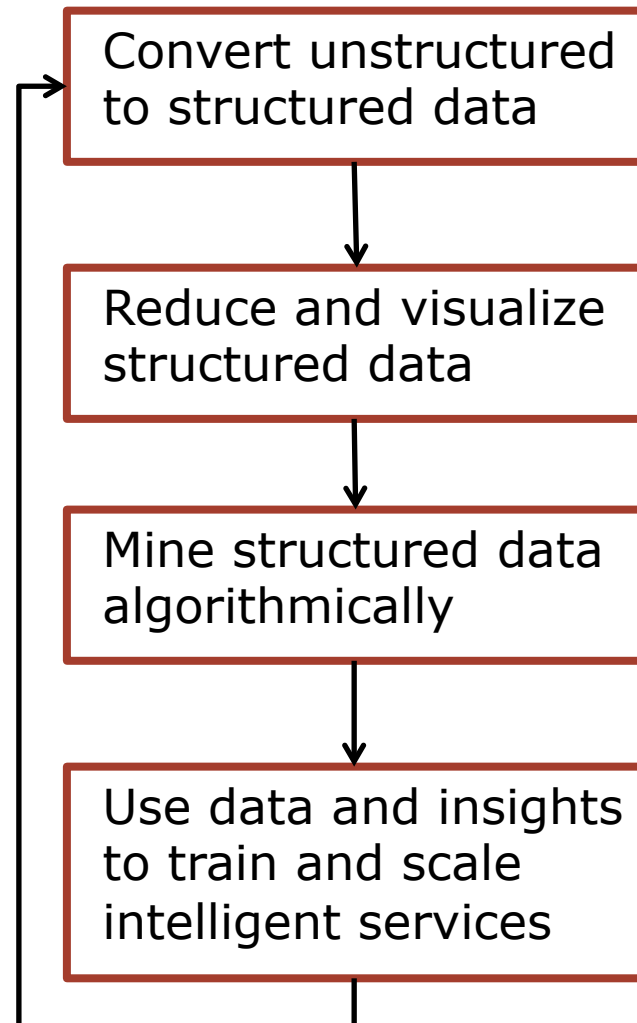 Convert unstructured
to structured data
Reduce and visualize
structured data
Mine structured data
algorithmically
Use data and insights
to train and scale
intelligent services